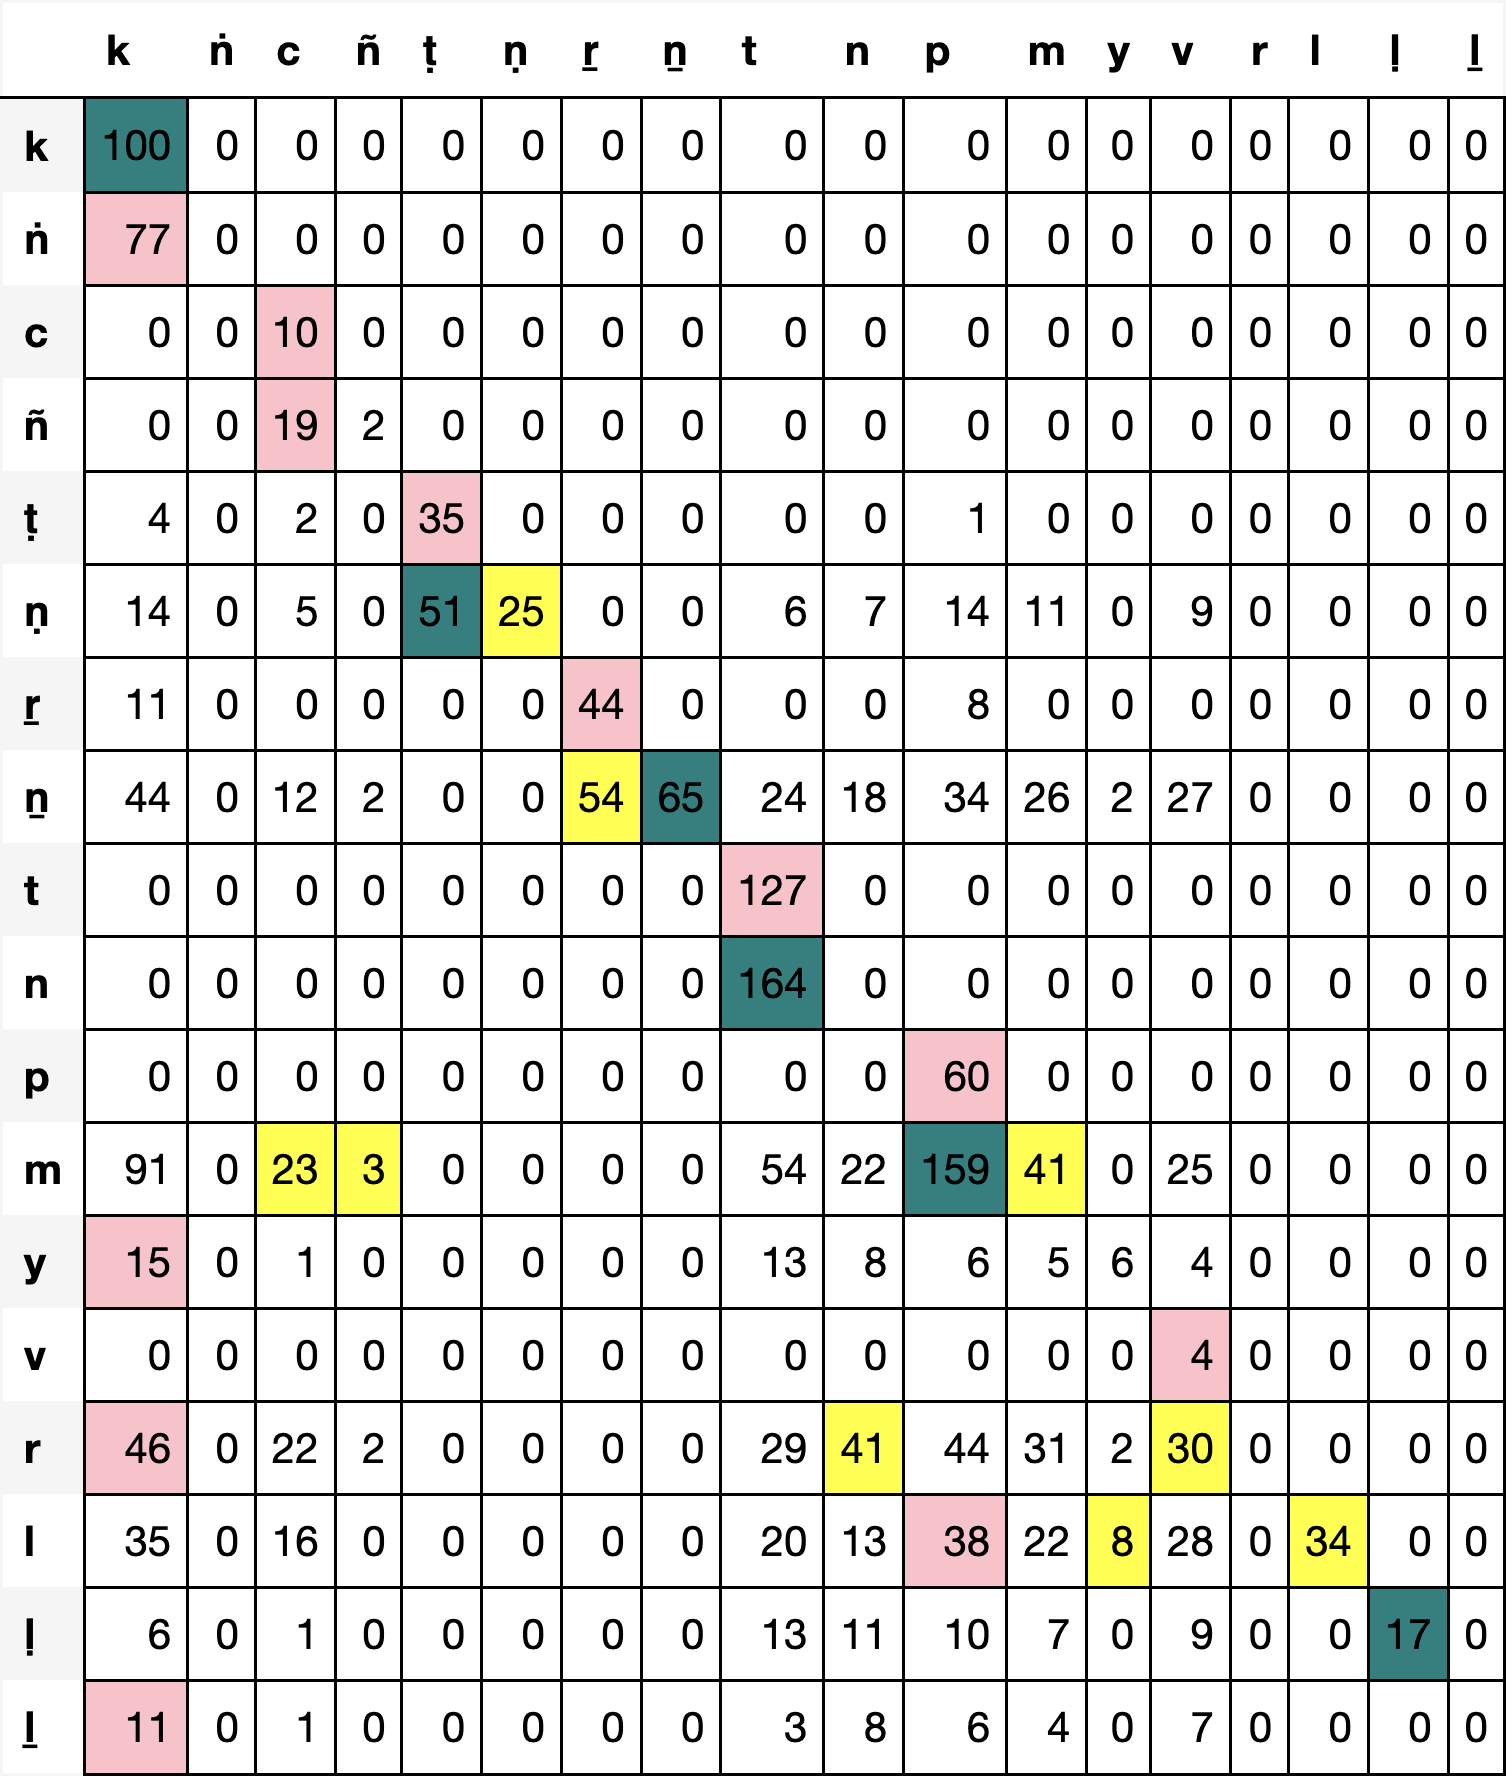 k ṅ c ñ ṭ ṇ ṟ ṉ t n p m y v r l ḷ ḻ
k 100 0 0 0 0 0 0 0 0 0 0 0 0 0 0 0 0 0
ṅ 77 0 0 0 0 0 0 0 0 0 0 0 0 0 0 0 0 0
c 0 0 10 0 0 0 0 0 0 0 0 0 0 0 0 0 0 0
ñ 0 0 19 2 0 0 0 0 0 0 0 0 0 0 0 0 0 0
ṭ 4 0 2 0 35 0 0 0 0 0 1 0 0 0 0 0 0 0
ṇ 14 0 5 0 51 25 0 0 6 7 14 11 0 9 0 0 0 0
ṟ 11 0 0 0 0 0 44 0 0 0 8 0 0 0 0 0 0 0
ṉ 44 0 12 2 0 0 54 65 24 18 34 26 2 27 0 0 0 0
t 0 0 0 0 0 0 0 0 127 0 0 0 0 0 0 0 0 0
n 0 0 0 0 0 0 0 0 164 0 0 0 0 0 0 0 0 0
p 0 0 0 0 0 0 0 0 0 0 60 0 0 0 0 0 0 0
m 91 0 23 3 0 0 0 0 54 22 159 41 0 25 0 0 0 0
y 15 0 1 0 0 0 0 0 13 8 6 5 6 4 0 0 0 0
v 0 0 0 0 0 0 0 0 0 0 0 0 0 4 0 0 0 0
r 46 0 22 2 0 0 0 0 29 41 44 31 2 30 0 0 0 0
l 35 0 16 0 0 0 0 0 20 13 38 22 8 28 0 34 0 0
ḷ 6 0 1 0 0 0 0 0 13 11 10 7 0 9 0 0 17 0
ḻ 11 0 1 0 0 0 0 0 3 8 6 4 0 7 0 0 0 0